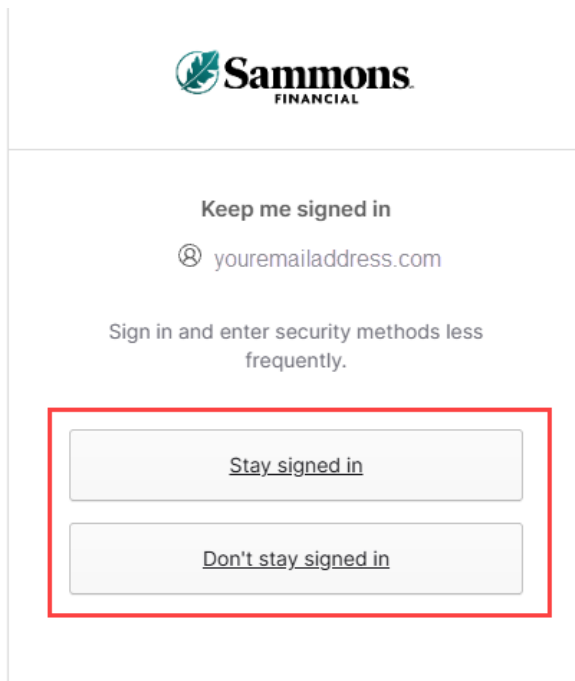 Sammons
FINANCIAL
Keep me signed in
youremailaddress.com
Sign in and enter security methods less
frequently.
Stay signed in
Don't stay signed in